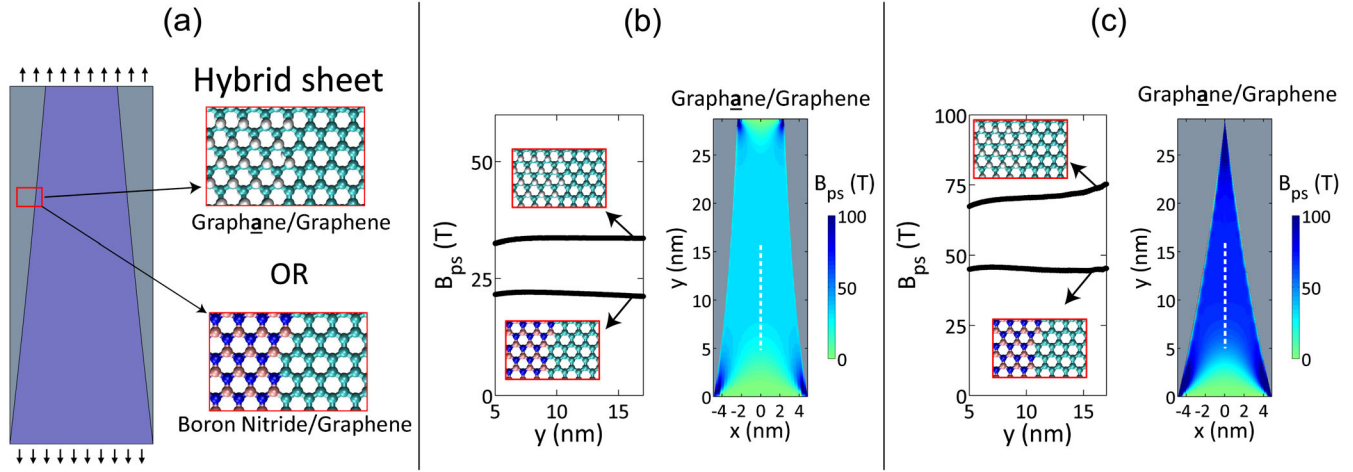 (a)
Hybrid sheet
Graphane/Graphene
OR
Boron Nitride/Graphene
(b)
B_ps (T)
50
25
0
5
10
15
y (nm)
Graphane/Graphene
y (nm)
25
20
15
10
5
0
-4
-2
0
2
4
x (nm)
B_ps (T)
100
50
0
(c)
B_ps (T)
100
75
50
25
0
5
10
15
y (nm)
Graphane/Graphene
y (nm)
25
20
15
10
5
0
-4
-2
0
2
4
x (nm)
B_ps (T)
100
50
0